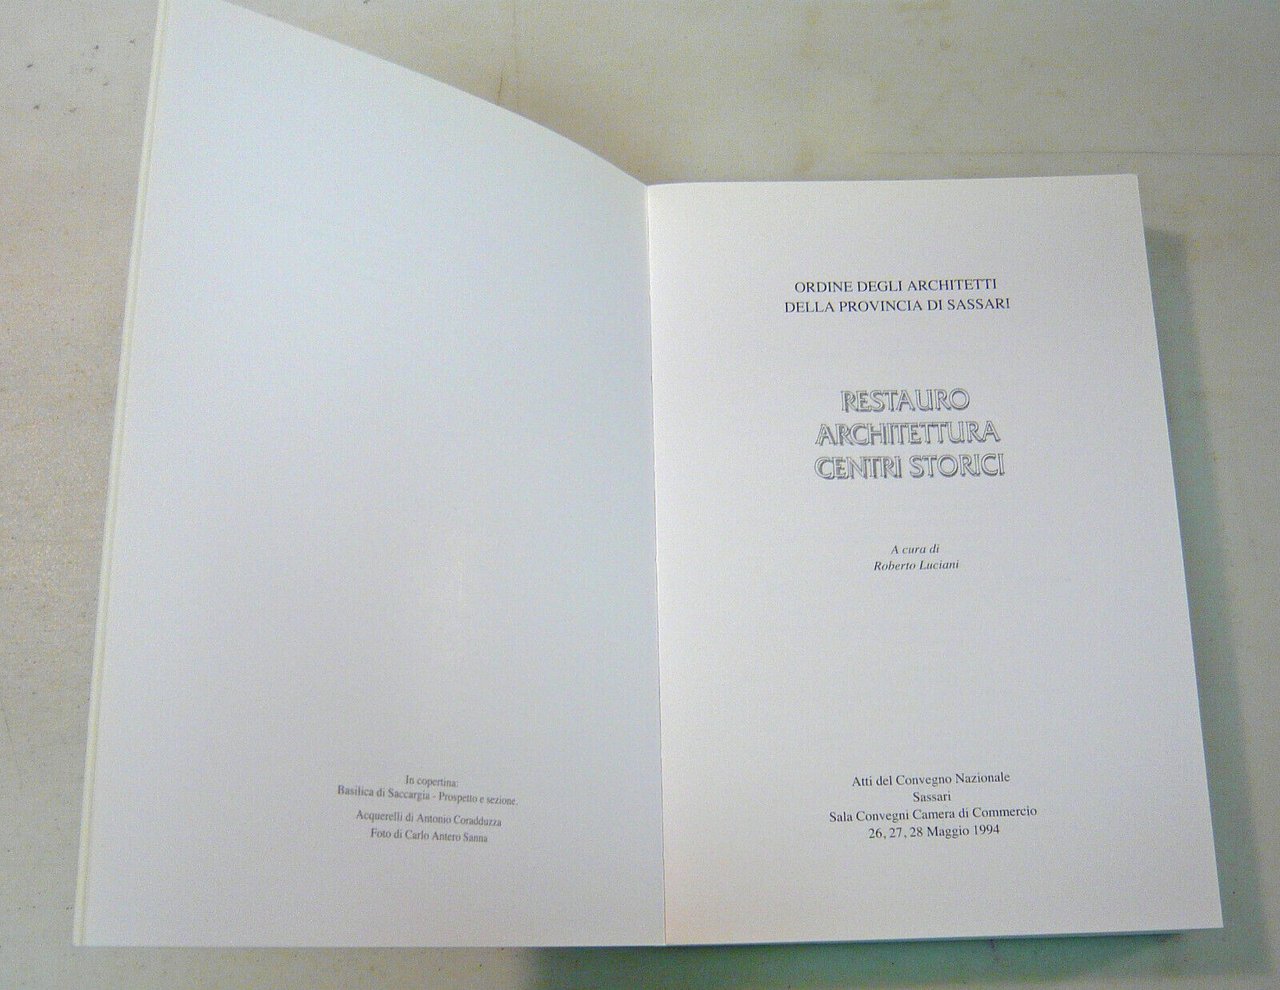 In copertina:
Basilica di Saccargia - Prospetto e sezione.
Acquerelli di Antonio Coradduzza
Foto di Carlo Antero Sanna
ORDINE DEGLI ARCHITETTI
DELLA PROVINCIA DI SASSARI
RESTAURO
ARCHITETTURA
CENTRI STORICI
A cura di
Roberto Luciani
Atti del Convegno Nazionale
Sassari
Sala Convegni Camera di Commercio
26, 27, 28 Maggio 1994